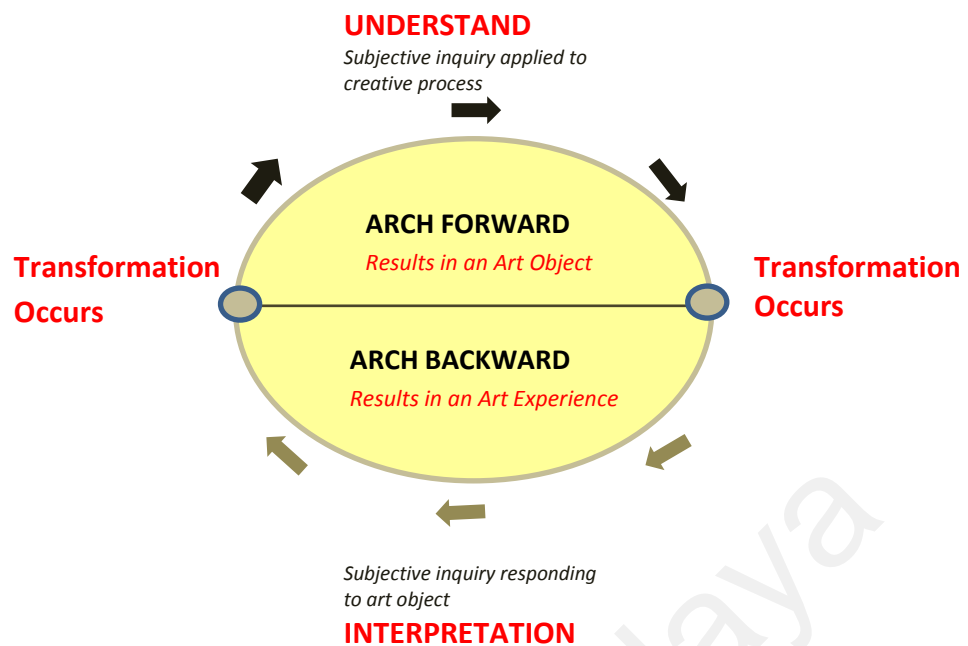 UNDERSTAND
Subjective inquiry applied to
creative process
ARCH FORWARD
Results in an Art Object
Transformation
Occurs
Transformation
Occurs
ARCH BACKWARD
Results in an Art Experience
Subjective inquiry responding
to art object
INTERPRETATION